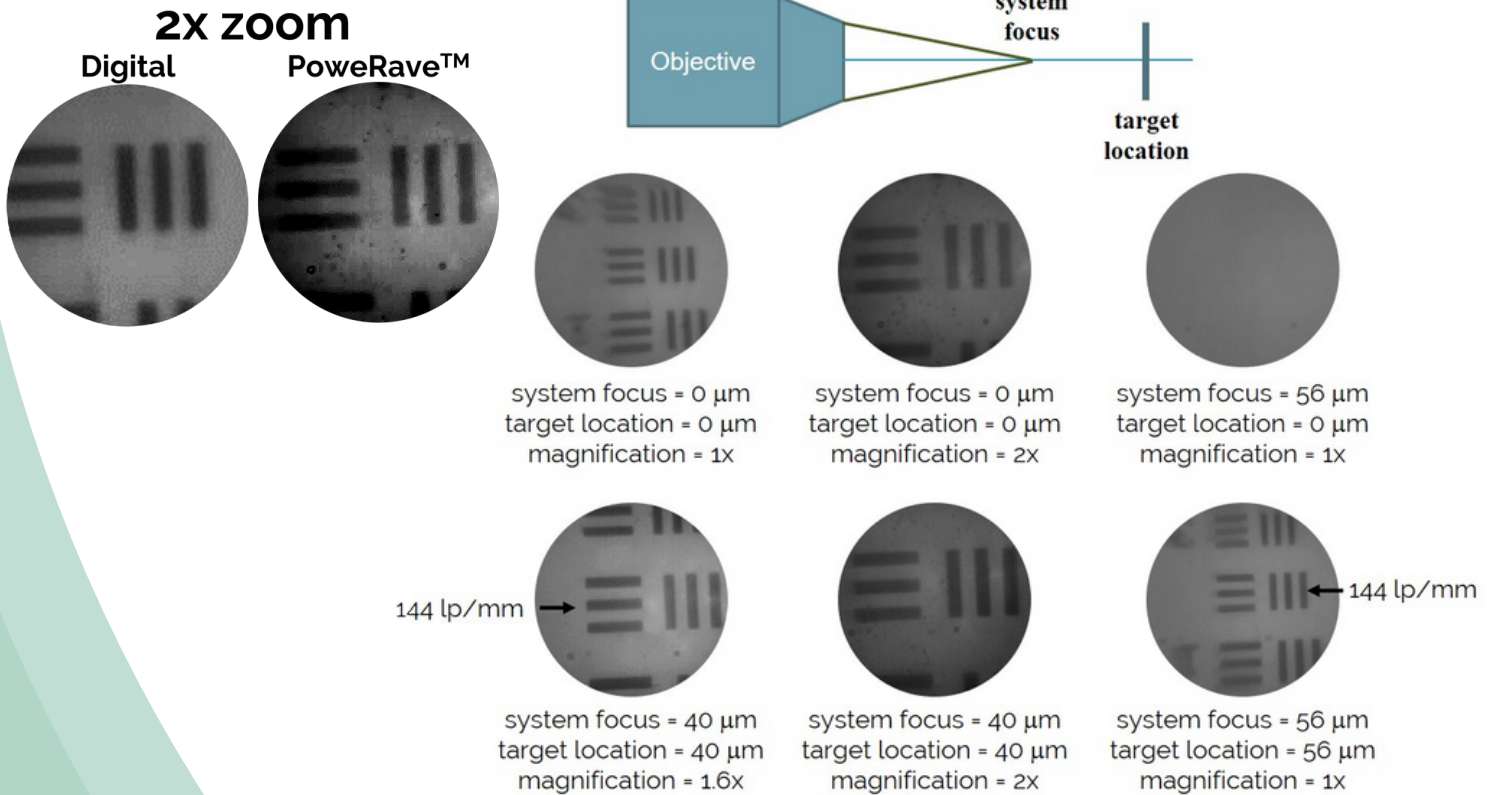 2x zoom
Digital
PoweRave™
system
focus
Objective
target
location
system focus = 0 μm
target location = 0 μm
magnification = 1x
system focus = 0 μm
target location = 0 μm
magnification = 2x
system focus = 56 μm
target location = 0 μm
magnification = 1x
144 lp/mm
144 lp/mm
system focus = 40 μm
target location = 40 μm
magnification = 1.6x
system focus = 40 μm
target location = 40 μm
magnification = 2x
system focus = 56 μm
target location = 56 μm
magnification = 1x